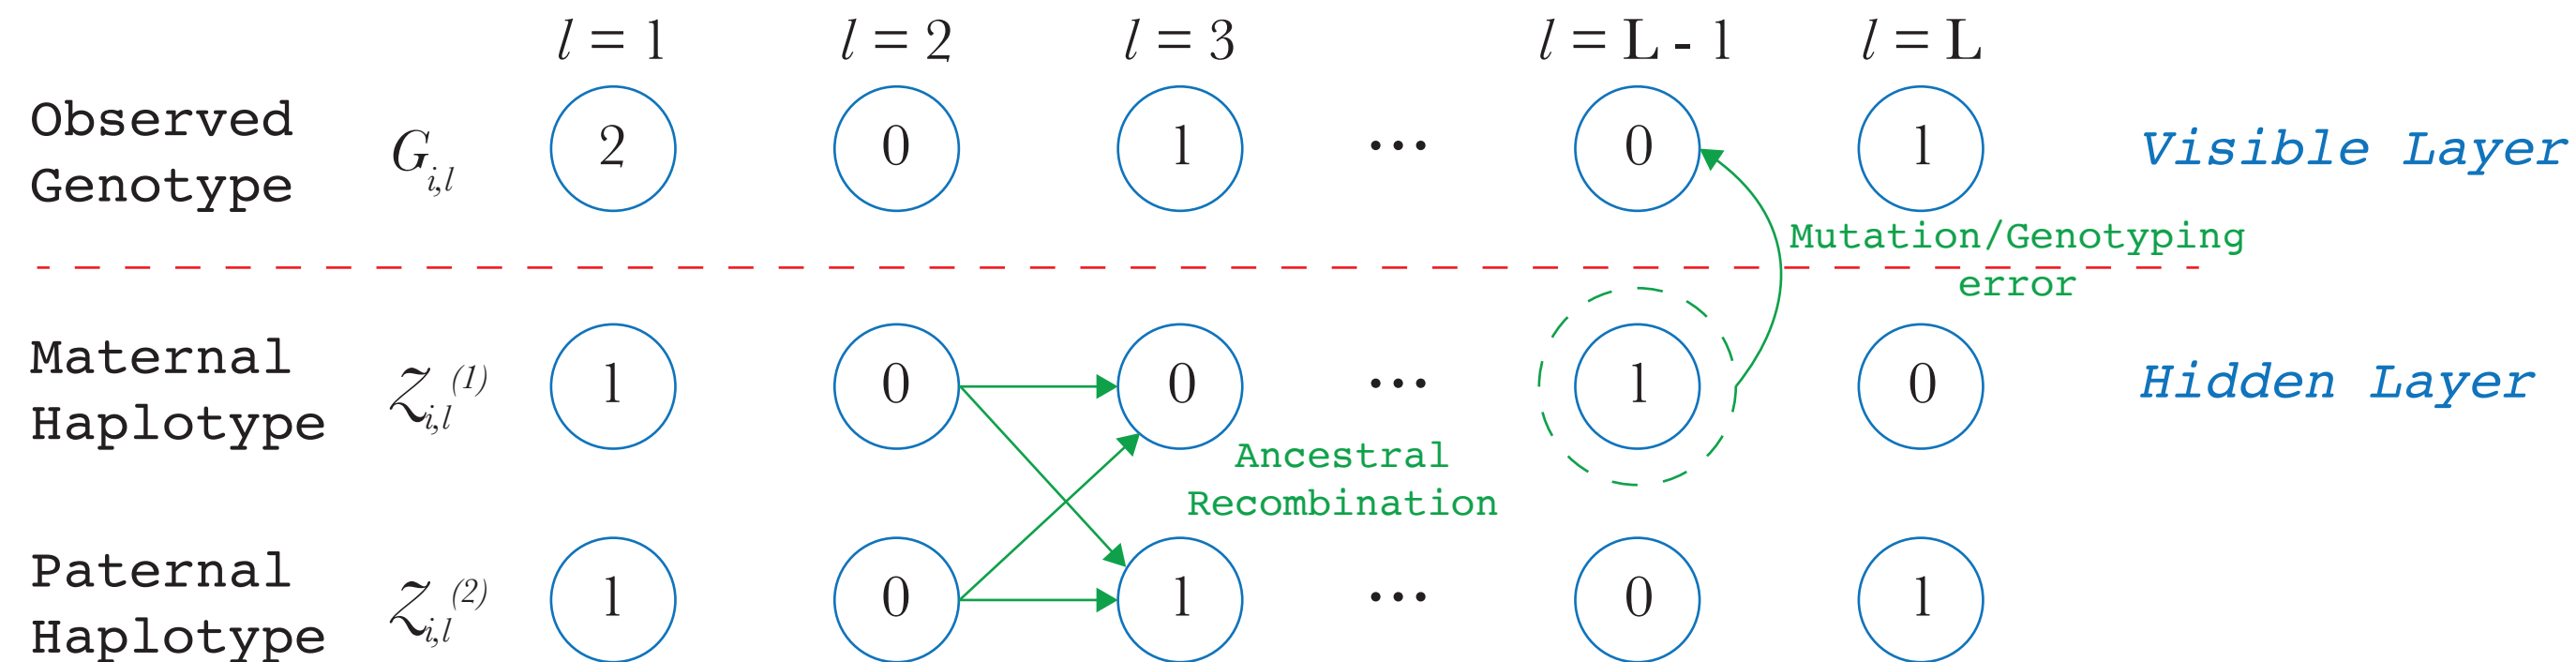 l = 1 l = 2 l = 3 l = L - 1 l = L
Observed
Genotype
G_{i,l} 2 0 1 ··· 0 1 Visible Layer
Mutation/Genotyping
error
Maternal
Haplotype
Z_{i,l}^{(1)} 1 0 0 ··· 1 0 Hidden Layer
Ancestral
Recombination
Paternal
Haplotype
Z_{i,l}^{(2)} 1 0 1 ··· 0 1